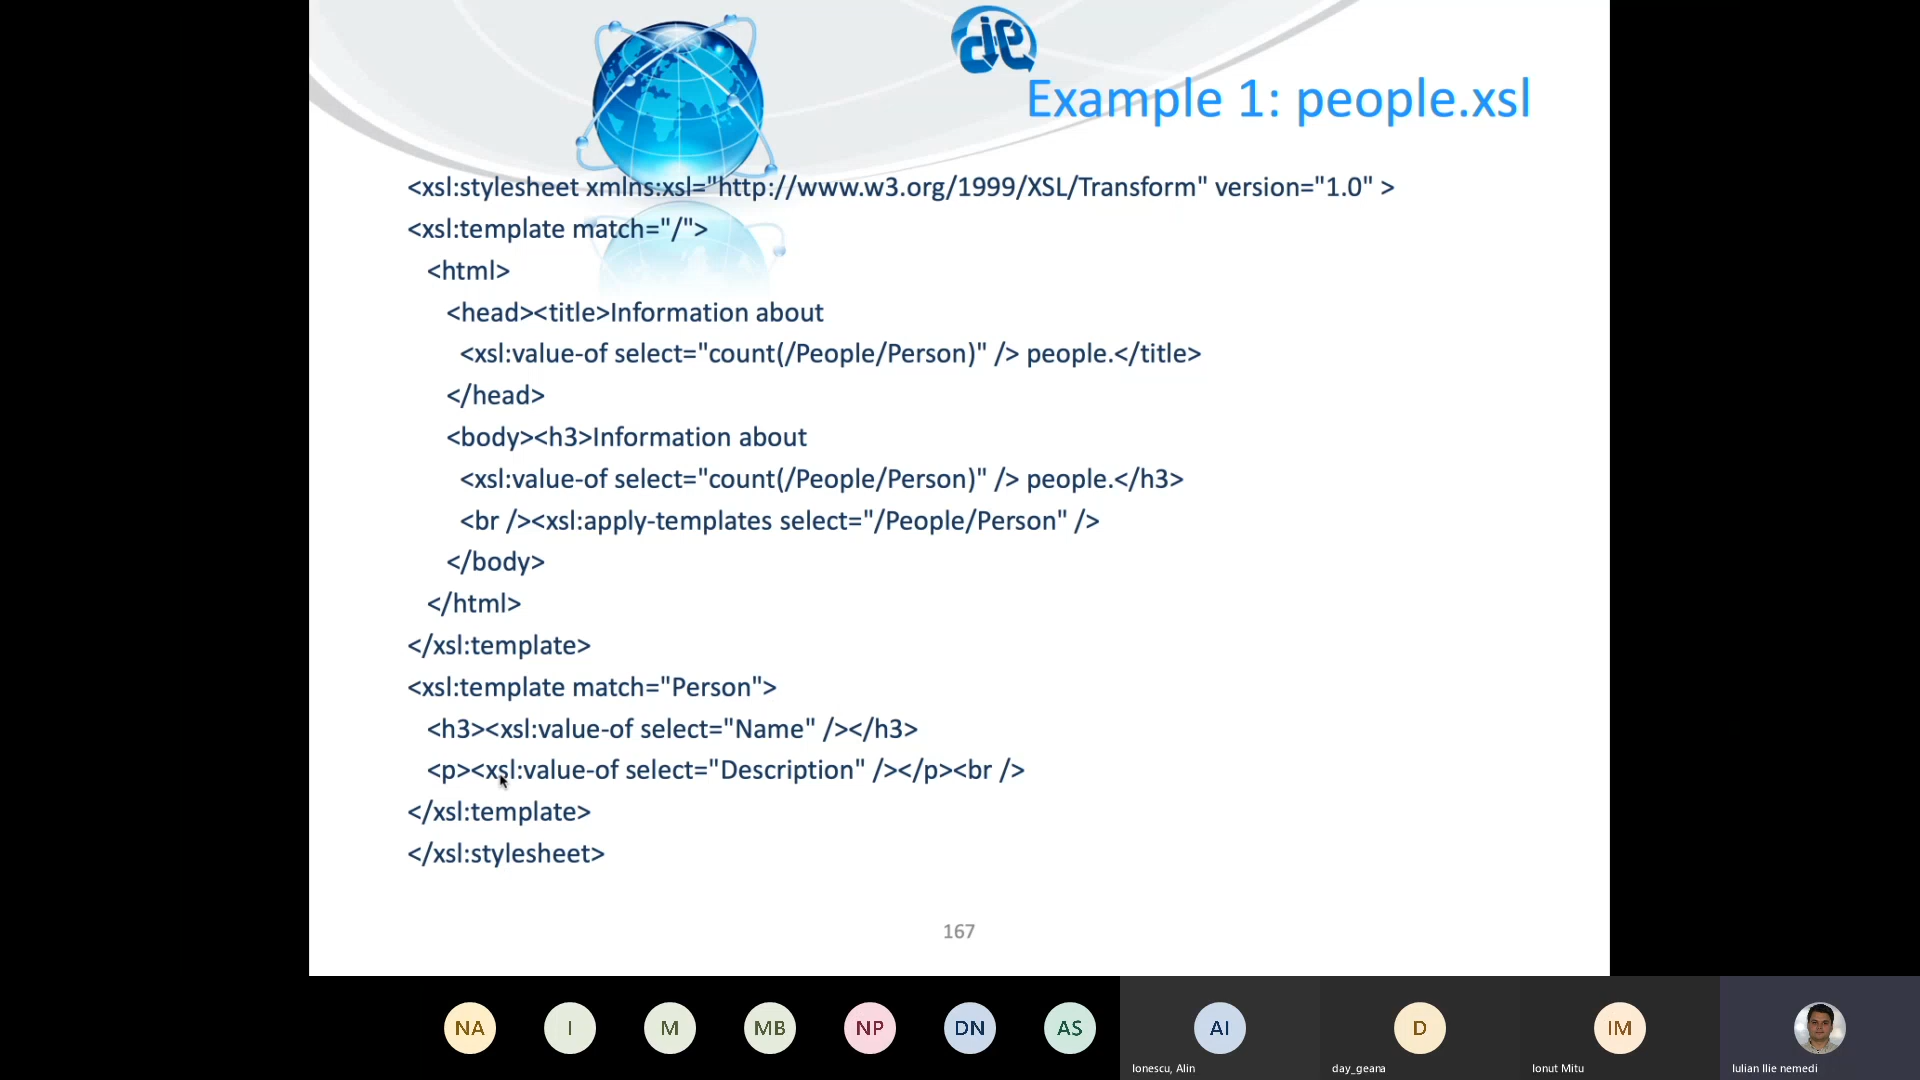 Example 1: people.xsl
<xsl:stylesheet xmlns:xsl="http://www.w3.org/1999/XSL/Transform" version="1.0" >
<xsl:template match="/">
<html>
<head><title>Information about
<xsl:value-of select="count(/People/Person)" /> people.</title>
</head>
<body><h3>Information about
<xsl:value-of select="count(/People/Person)" /> people.</h3>
<br /><xsl:apply-templates select="/People/Person" />
</body>
</html>
</xsl:template>
<xsl:template match="Person">
<h3><xsl:value-of select="Name" /></h3>
<p><xsl:value-of select="Description" /></p><br />
</xsl:template>
</xsl:stylesheet>
167
NA I M MB NP DN AS AI D IM
Ionescu, Alin day_geana Ionut Mitu Iulian Ilie nemedi